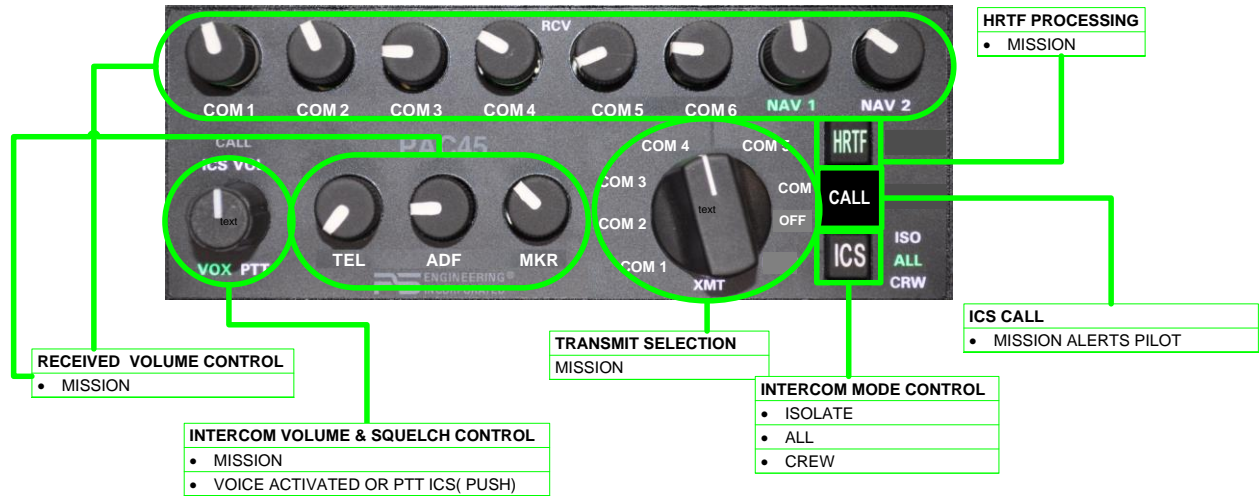 RCV
COM 1 COM 2 COM 3 COM 4 COM 5 COM 6 NAV 1 NAV 2
HRTF PROCESSING
• MISSION
CALL
ICS VOL
text
VOX PTT
PAC45
TEL ADF MKR
ENGINEERING®
INCORPORATED
COM 4 COM 5
COM 3 COM
COM 2 OFF
COM 1
text
XMT
HRTF
CALL
ICS
ISO
ALL
CRW
ICS CALL
• MISSION ALERTS PILOT
TRANSMIT SELECTION
MISSION
RECEIVED VOLUME CONTROL
• MISSION
INTERCOM MODE CONTROL
• ISOLATE
• ALL
• CREW
INTERCOM VOLUME & SQUELCH CONTROL
• MISSION
• VOICE ACTIVATED OR PTT ICS( PUSH)